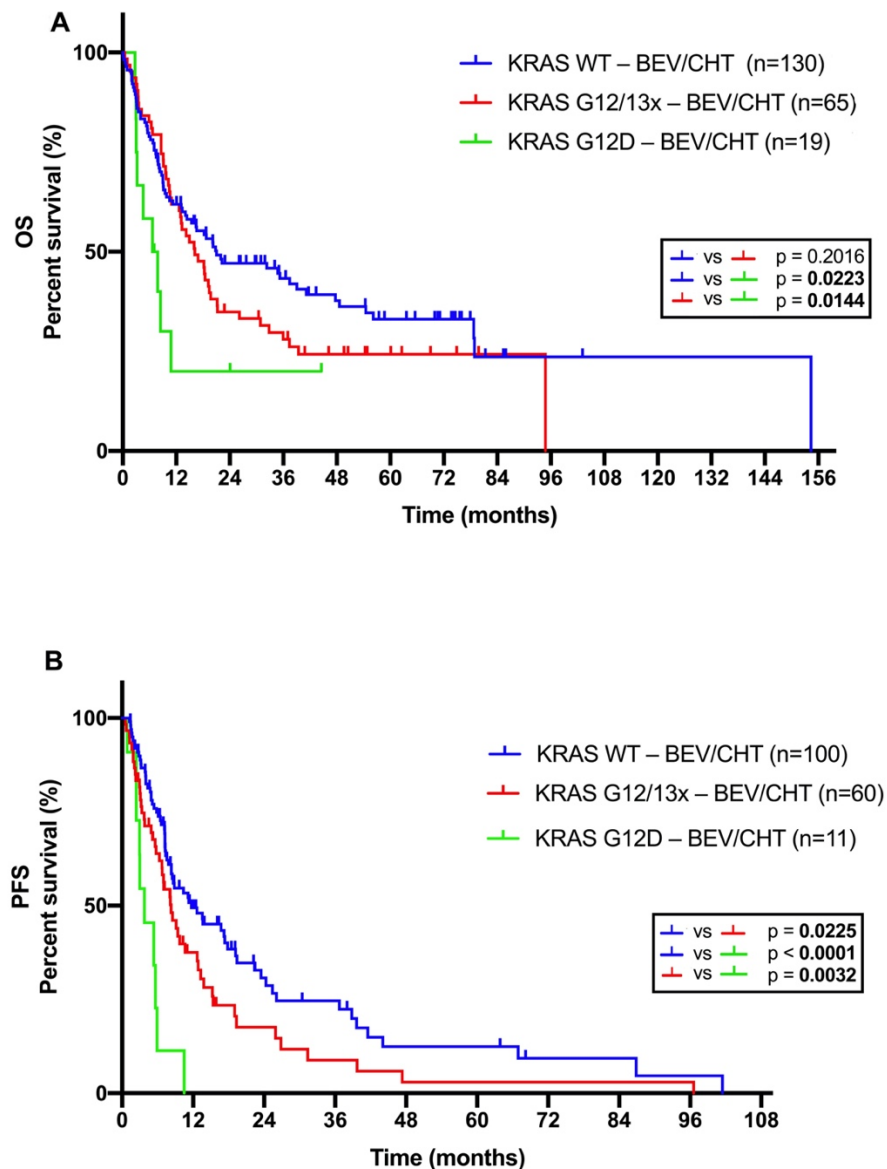 A
OS
Percent survival (%)
100
50
0
KRAS WT – BEV/CHT (n=130)
KRAS G12/13x – BEV/CHT (n=65)
KRAS G12D – BEV/CHT (n=19)
vs p = 0.2016
vs p = 0.0223
vs p = 0.0144
0 12 24 36 48 60 72 84 96 108 120 132 144 156
Time (months)
B
PFS
Percent survival (%)
100
50
0
KRAS WT – BEV/CHT (n=100)
KRAS G12/13x – BEV/CHT (n=60)
KRAS G12D – BEV/CHT (n=11)
vs p = 0.0225
vs p < 0.0001
vs p = 0.0032
0 12 24 36 48 60 72 84 96 108
Time (months)